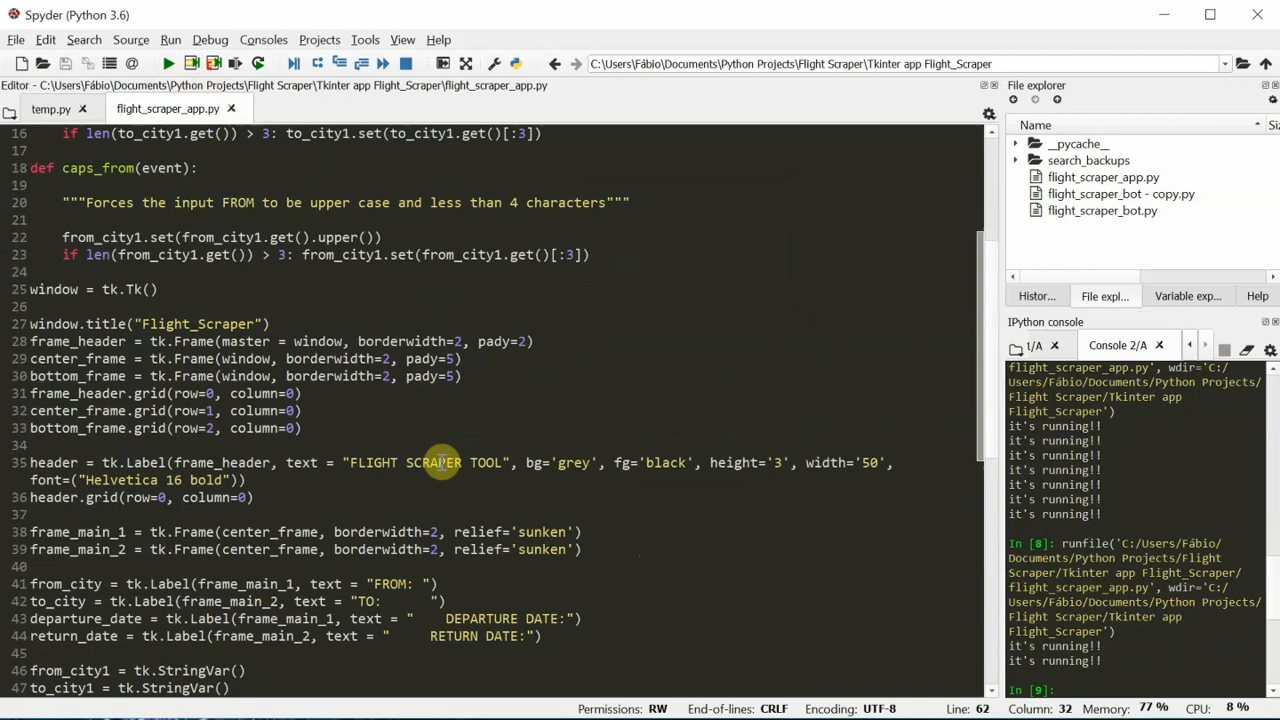 Spyder (Python 3.6)
File Edit Search Source Run Debug Consoles Projects Tools View Help
C:\Users\Fábio\Documents\Python Projects\Flight Scraper\Tkinter app Flight_Scraper
Editor - C:\Users\Fábio\Documents\Python Projects\Flight Scraper\Tkinter app Flight_Scraper\flight_scraper_app.py
temp.py flight_scraper_app.py
16 if len(to_city1.get()) > 3: to_city1.set(to_city1.get()[:3])
17
18 def caps_from(event):
19
20 """Forces the input FROM to be upper case and less than 4 characters"""
21
22 from_city1.set(from_city1.get().upper())
23 if len(from_city1.get()) > 3: from_city1.set(from_city1.get()[:3])
24
25 window = tk.Tk()
26
27 window.title("Flight_Scraper")
28 frame_header = tk.Frame(master = window, borderwidth=2, pady=2)
29 center_frame = tk.Frame(window, borderwidth=2, pady=5)
30 bottom_frame = tk.Frame(window, borderwidth=2, pady=5)
31 frame_header.grid(row=0, column=0)
32 center_frame.grid(row=1, column=0)
33 bottom_frame.grid(row=2, column=0)
34
35 header = tk.Label(frame_header, text = "FLIGHT SCRAPER TOOL", bg='grey', fg='black', height='3', width='50',
font=("Helvetica 16 bold"))
36 header.grid(row=0, column=0)
37
38 frame_main_1 = tk.Frame(center_frame, borderwidth=2, relief='sunken')
39 frame_main_2 = tk.Frame(center_frame, borderwidth=2, relief='sunken')
40
41 from_city = tk.Label(frame_main_1, text = "FROM: ")
42 to_city = tk.Label(frame_main_2, text = "TO:      ")
43 departure_date = tk.Label(frame_main_1, text = "    DEPARTURE DATE:")
44 return_date = tk.Label(frame_main_2, text = "     RETURN DATE:")
45
46 from_city1 = tk.StringVar()
47 to_city1 = tk.StringVar()
File explorer
Name Siz
__pycache__
search_backups
flight_scraper_app.py
flight_scraper_bot - copy.py
flight_scraper_bot.py
Histor... File expl... Variable exp... Help
IPython console
1/A Console 2/A
flight_scraper_app.py', wdir='C:/
Users/Fábio/Documents/Python Projects/
Flight Scraper/Tkinter app
Flight_Scraper')
it's running!!
it's running!!
it's running!!
it's running!!
it's running!!
it's running!!
it's running!!
In [8]: runfile('C:/Users/Fábio/
Documents/Python Projects/Flight
Scraper/Tkinter app Flight_Scraper/
flight_scraper_app.py', wdir='C:/
Users/Fábio/Documents/Python Projects/
Flight Scraper/Tkinter app
Flight_Scraper')
it's running!!
it's running!!
In [9]:
Permissions: RW End-of-lines: CRLF Encoding: UTF-8 Line: 62 Column: 32 Memory: 77 % CPU: 8 %